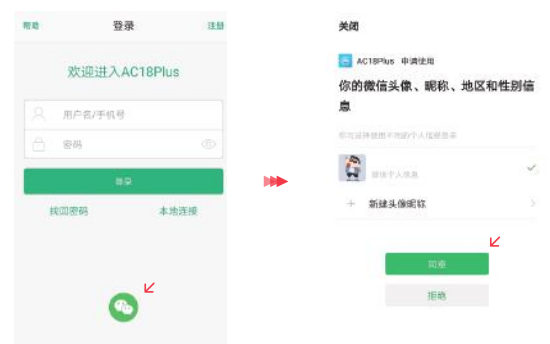 帮助 登录 注册
欢迎进入AC18Plus
用户名/手机号
密码
登录
找回密码 本地连接
关闭
AC18Plus 申请使用
你的微信头像、昵称、地区和性别信
息
微信个人信息
+ 新建头像昵称
同意
拒绝